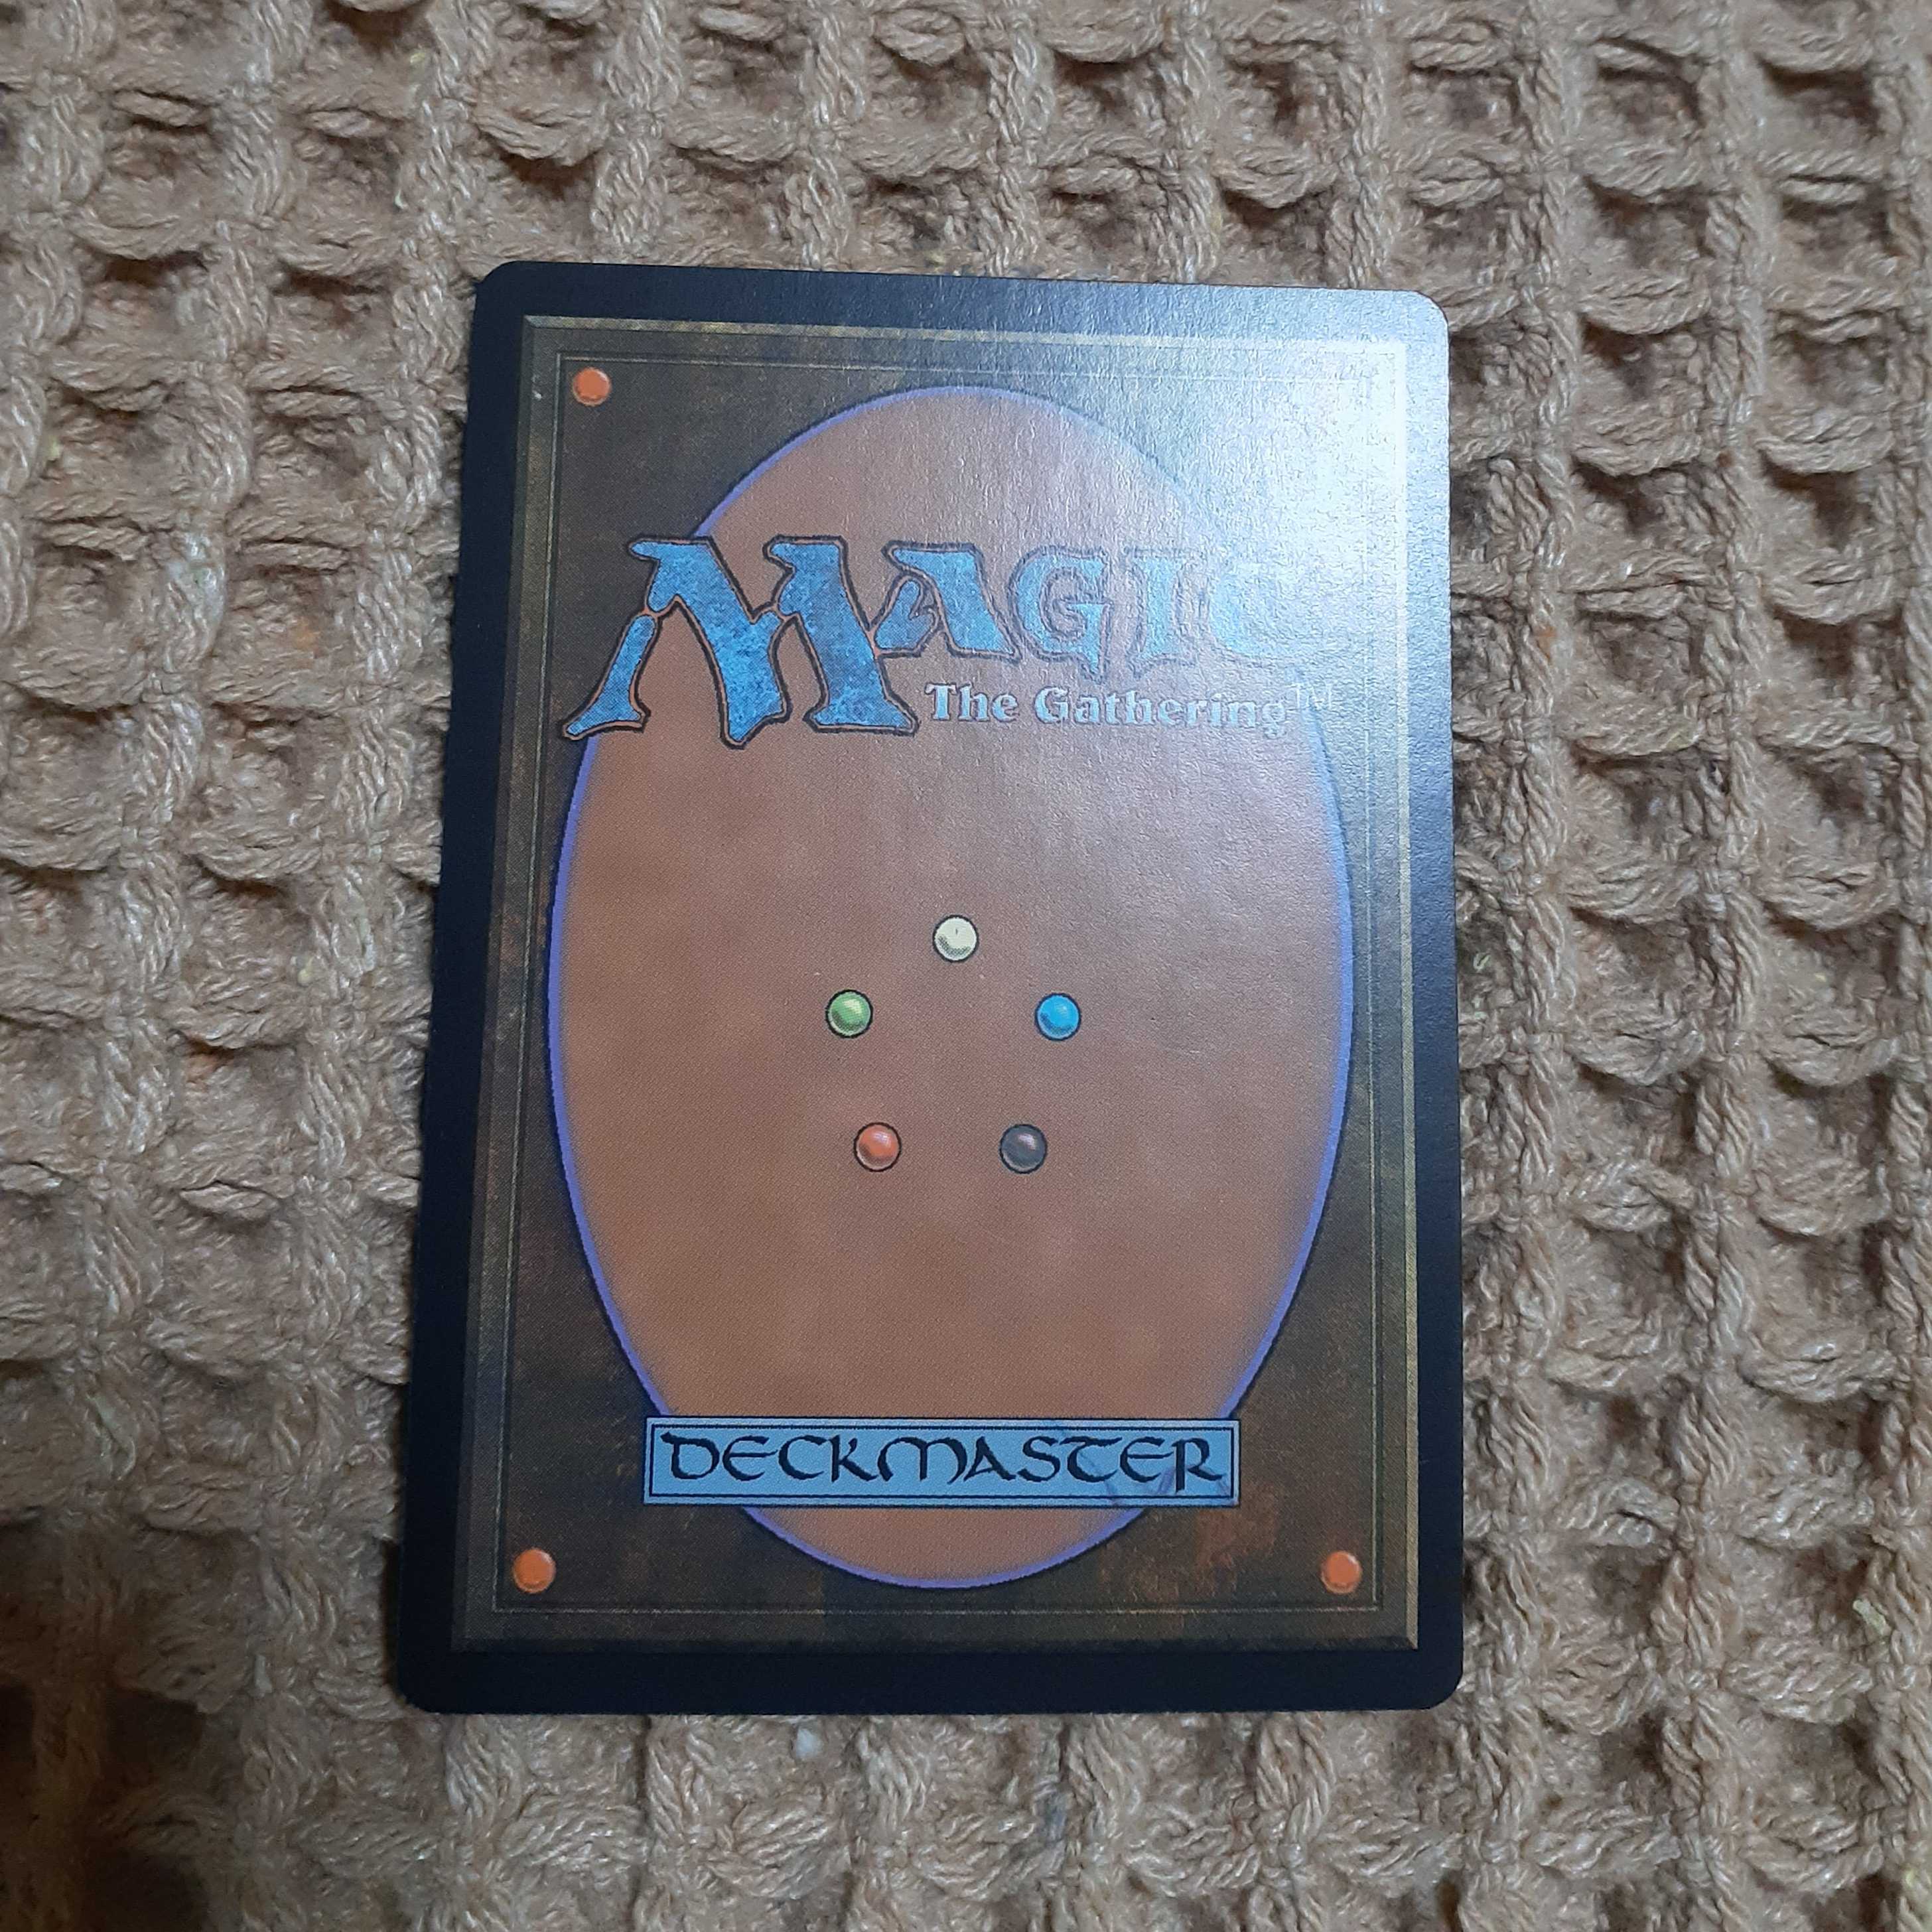 MAGIC
The Gathering™
DECKMASTER